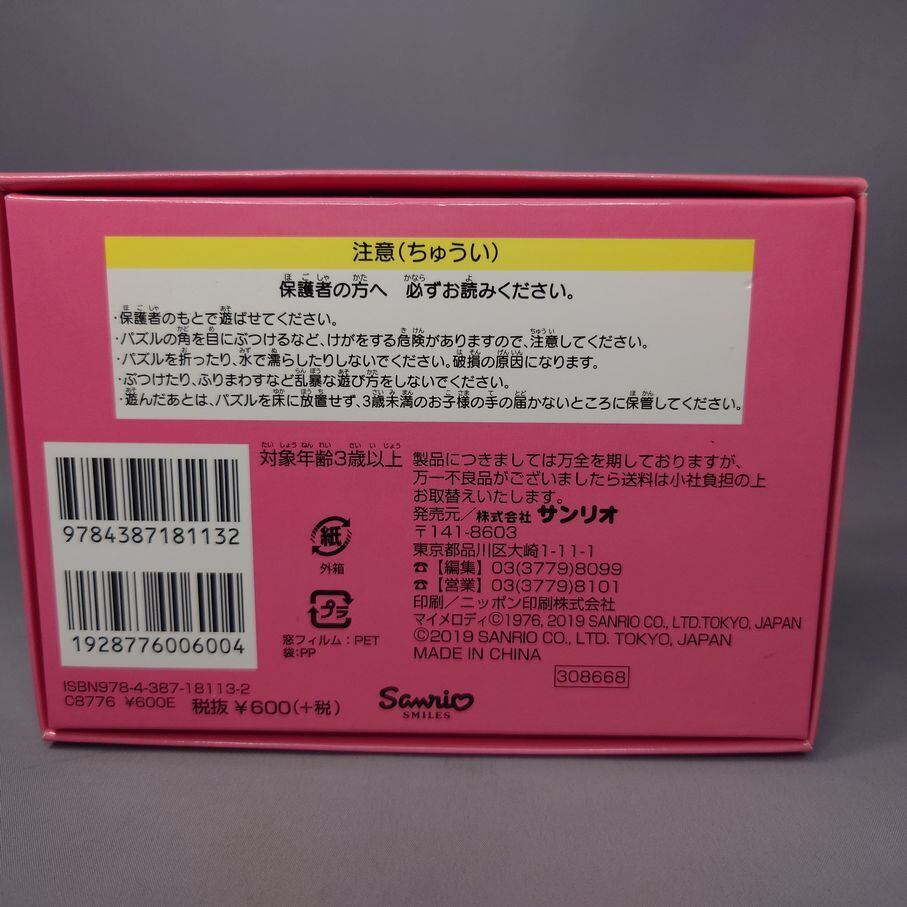 注意(ちゅうい)
保護者の方へ 必ずお読みください。
・保護者のもとで遊ばせてください。
・パズルの角を目にぶつけるなど、けがをする危険がありますので、注意してください。
・パズルを折ったり、水で濡らしたりしないでください。破損の原因になります。
・ぶつけたり、ふりまわすなど乱暴な遊び方をしないでください。
・遊んだあとは、パズルを床に放置せず、3歳未満のお子様の手の届かないところに保管してください。
9784387181132
1928776006004
ISBN978-4-387-18113-2
C8776 ¥600E 税抜¥600(+税)
対象年齢3歳以上
紙
外箱
プラ
窓フィルム:PET
袋:PP
Sanrio
SMILES
製品につきましては万全を期しておりますが、
万一不良品がございましたら送料は小社負担の上
お取替えいたします。
発売元/株式会社 サンリオ
〒141-8603
東京都品川区大崎1-11-1
☎【編集】 03(3779)8099
☎【営業】 03(3779)8101
印刷/ニッポン印刷株式会社
マイメロディ©1976, 2019 SANRIO CO., LTD.TOKYO, JAPAN
©2019 SANRIO CO., LTD. TOKYO, JAPAN
MADE IN CHINA
308668